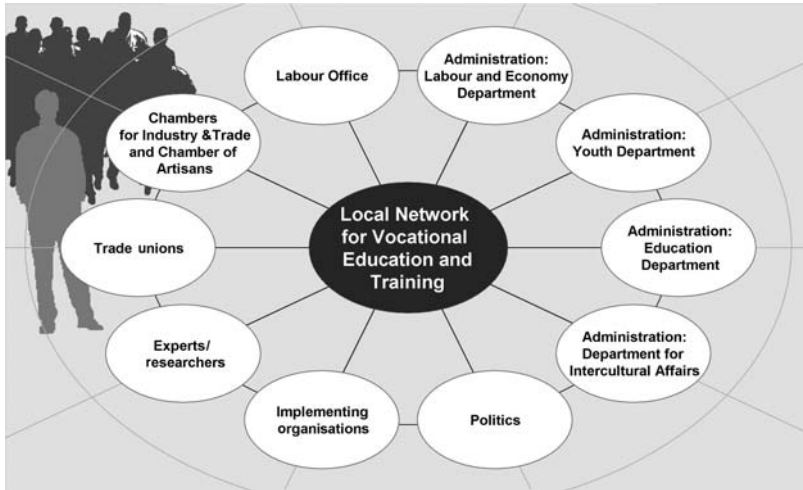 Labour Office
Administration:
Labour and Economy
Department
Chambers
for Industry &Trade
and Chamber of
Artisans
Administration:
Youth Department
Local Network
for Vocational
Education and
Training
Trade unions
Administration:
Education
Department
Experts/
researchers
Administration:
Department for
Intercultural Affairs
Implementing
organisations
Politics